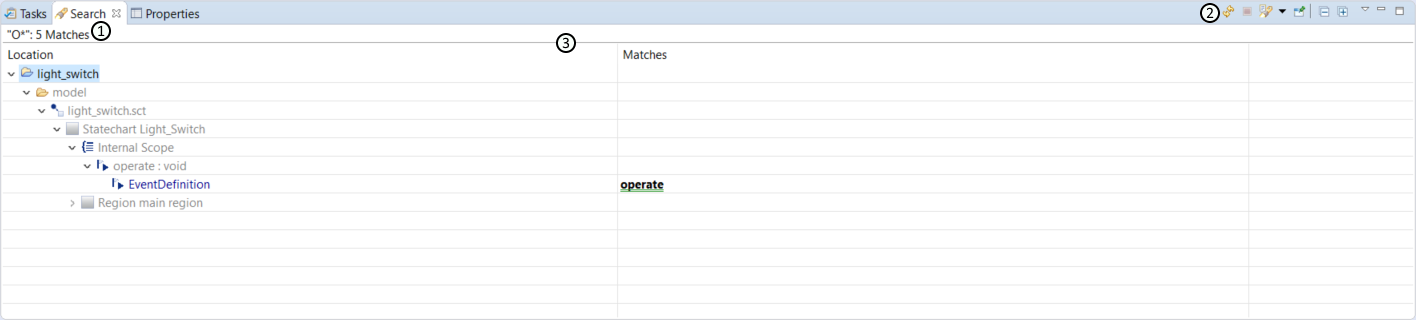 Tasks Search Properties ②
"O*": 5 Matches ①
③
Location Matches
light_switch
model
light_switch.sct
Statechart Light_Switch
Internal Scope
operate : void
EventDefinition operate
Region main region